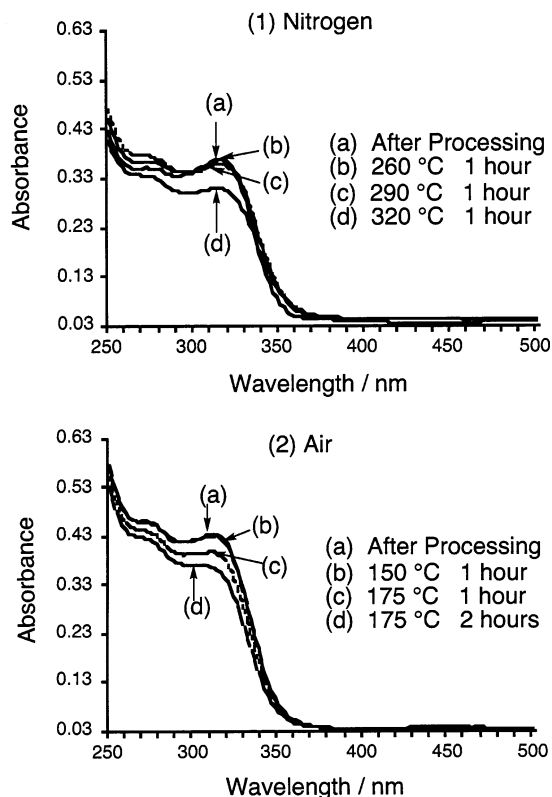 (1) Nitrogen
0.63
0.53
0.43
0.33
0.23
0.13
0.03
Absorbance
(a)
(b)
(c)
(d)
(a) After Processing
(b) 260 °C 1 hour
(c) 290 °C 1 hour
(d) 320 °C 1 hour
250 300 350 400 450 500
Wavelength / nm
(2) Air
0.63
0.53
0.43
0.33
0.23
0.13
0.03
Absorbance
(a)
(b)
(c)
(d)
(a) After Processing
(b) 150 °C 1 hour
(c) 175 °C 1 hour
(d) 175 °C 2 hours
250 300 350 400 450 500
Wavelength / nm